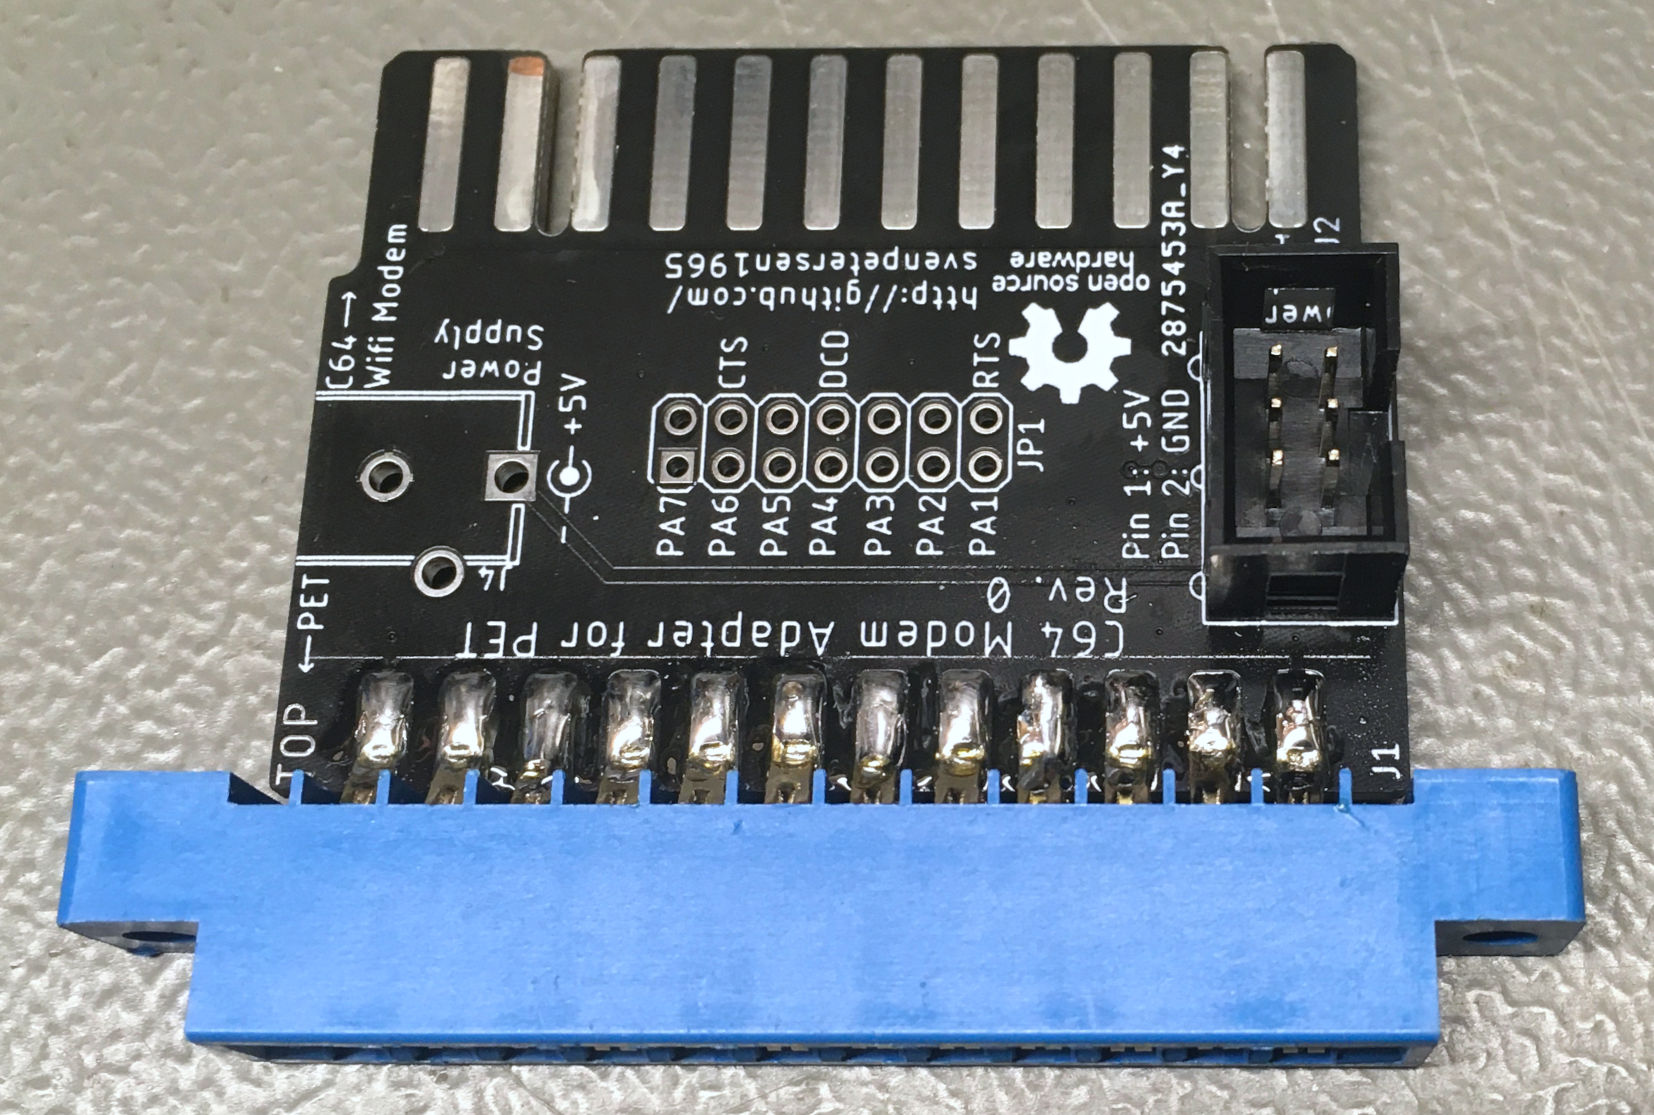 C64 →
Wifi Modem
Power
Supply
J4
+5V
-
http://github.com/
svenpetersen1965
open source
hardware
CTS
DCD
RTS
PA7
PA6
PA5
PA4
PA3
PA2
PA1
JP1
2875453A_Y4
Pin 1: +5V
Pin 2: GND
J2
←PET
C64 Modem Adapter for PET
Rev. 0
TOP
J1